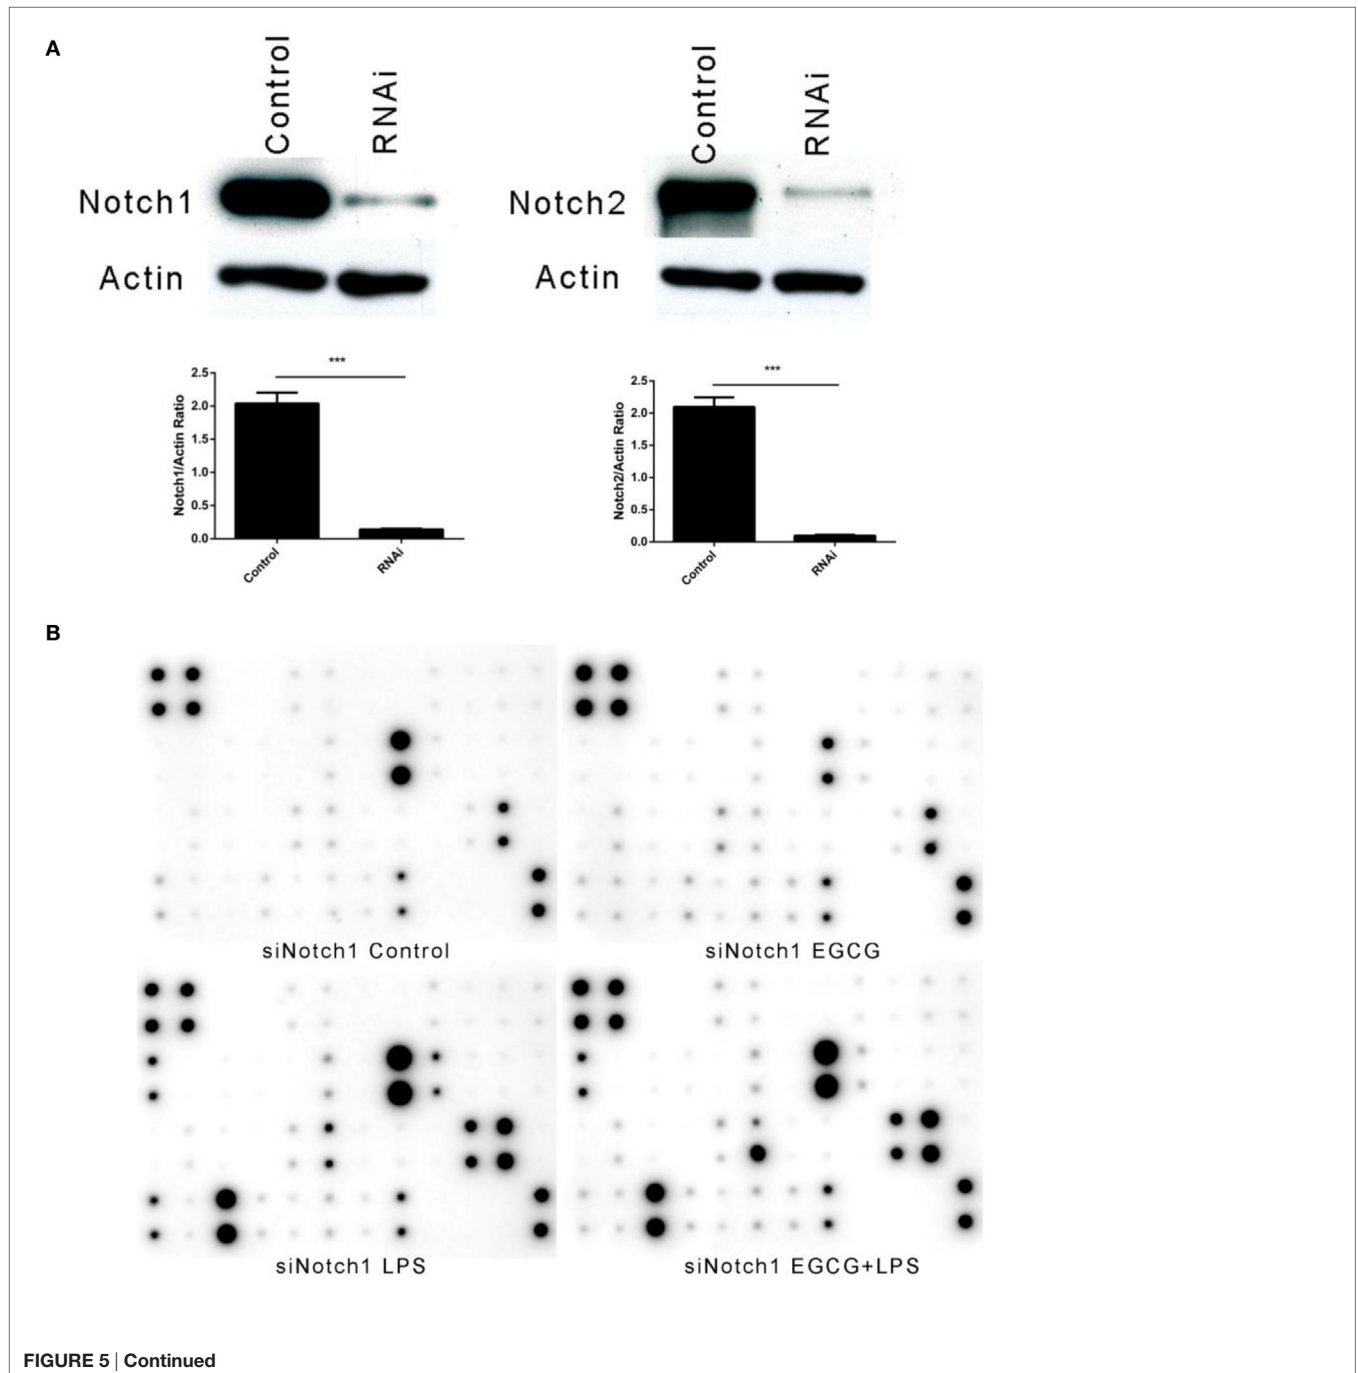 A
Control
RNAi
Control
RNAi
Notch1
Notch2
Actin
Actin
***
2.5
2.0
1.5
1.0
0.5
0.0
Notch1/Actin Ratio
Control
RNAi
***
2.5
2.0
1.5
1.0
0.5
0.0
Notch2/Actin Ratio
Control
RNAi
B
siNotch1 Control
siNotch1 EGCG
siNotch1 LPS
siNotch1 EGCG+LPS
FIGURE 5 | Continued